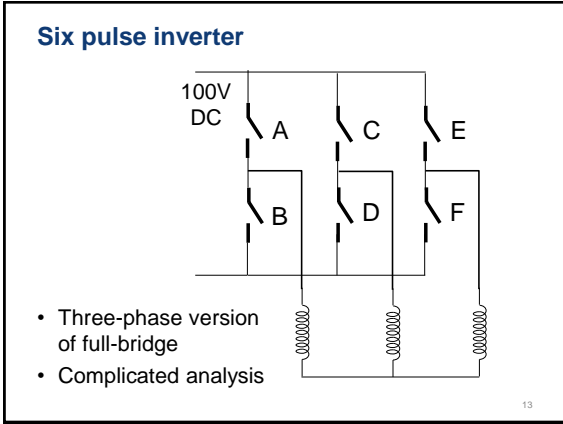 Six pulse inverter
100V
DC
A
C
E
B
D
F
• Three-phase version
of full-bridge
• Complicated analysis
13